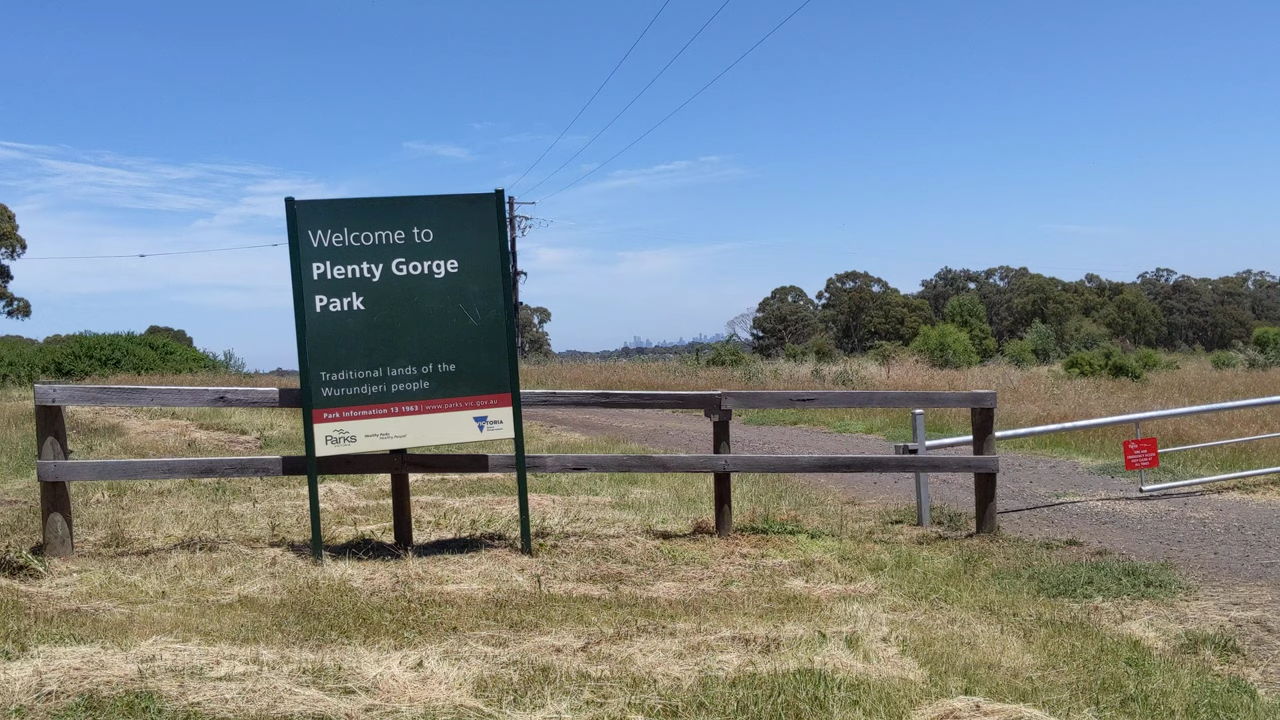 Welcome to
Plenty Gorge
Park
Traditional lands of the
Wurundjeri people
Park Information 13 1963 | www.parks.vic.gov.au
Parks
Healthy Parks
Healthy People
VICTORIA